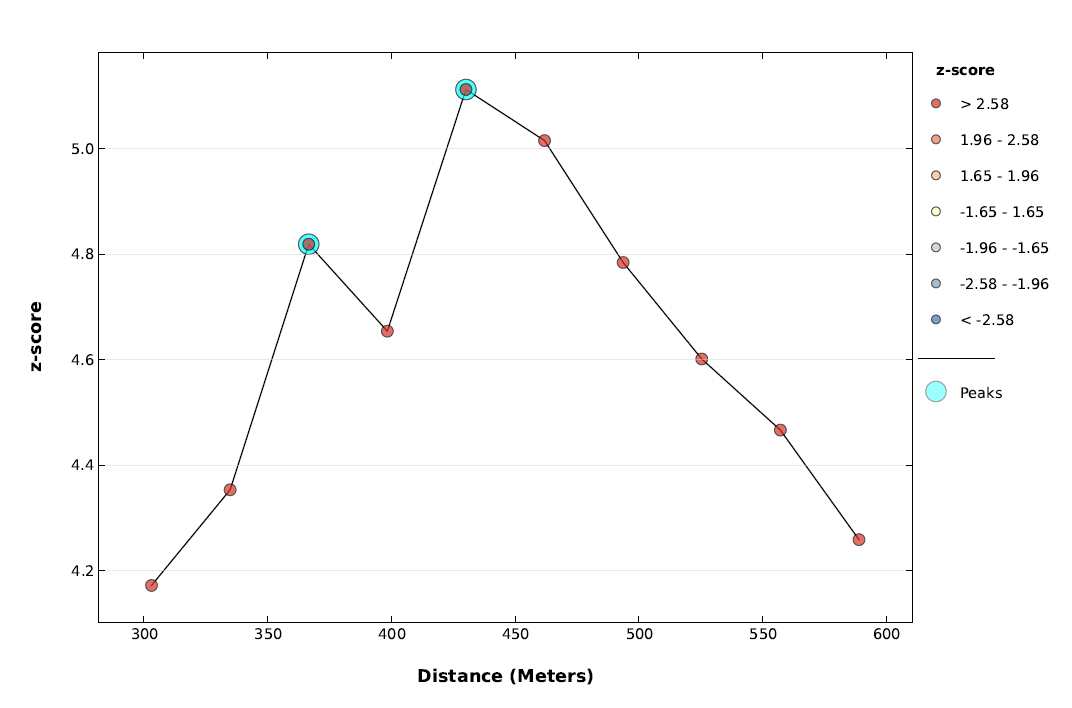 z-score
5.0
4.8
4.6
4.4
4.2
300 350 400 450 500 550 600
Distance (Meters)
z-score
> 2.58
1.96 - 2.58
1.65 - 1.96
-1.65 - 1.65
-1.96 - -1.65
-2.58 - -1.96
< -2.58
Peaks